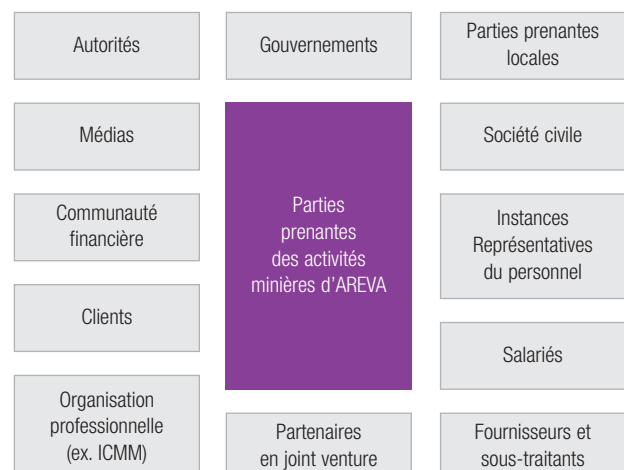 Autorités
Gouvernements
Parties prenantes
locales
Médias
Société civile
Parties
prenantes
des activités
minières d'AREVA
Communauté
financière
Instances
Représentatives
du personnel
Clients
Salariés
Organisation
professionnelle
(ex. ICMM)
Partenaires
en joint venture
Fournisseurs et
sous-traitants